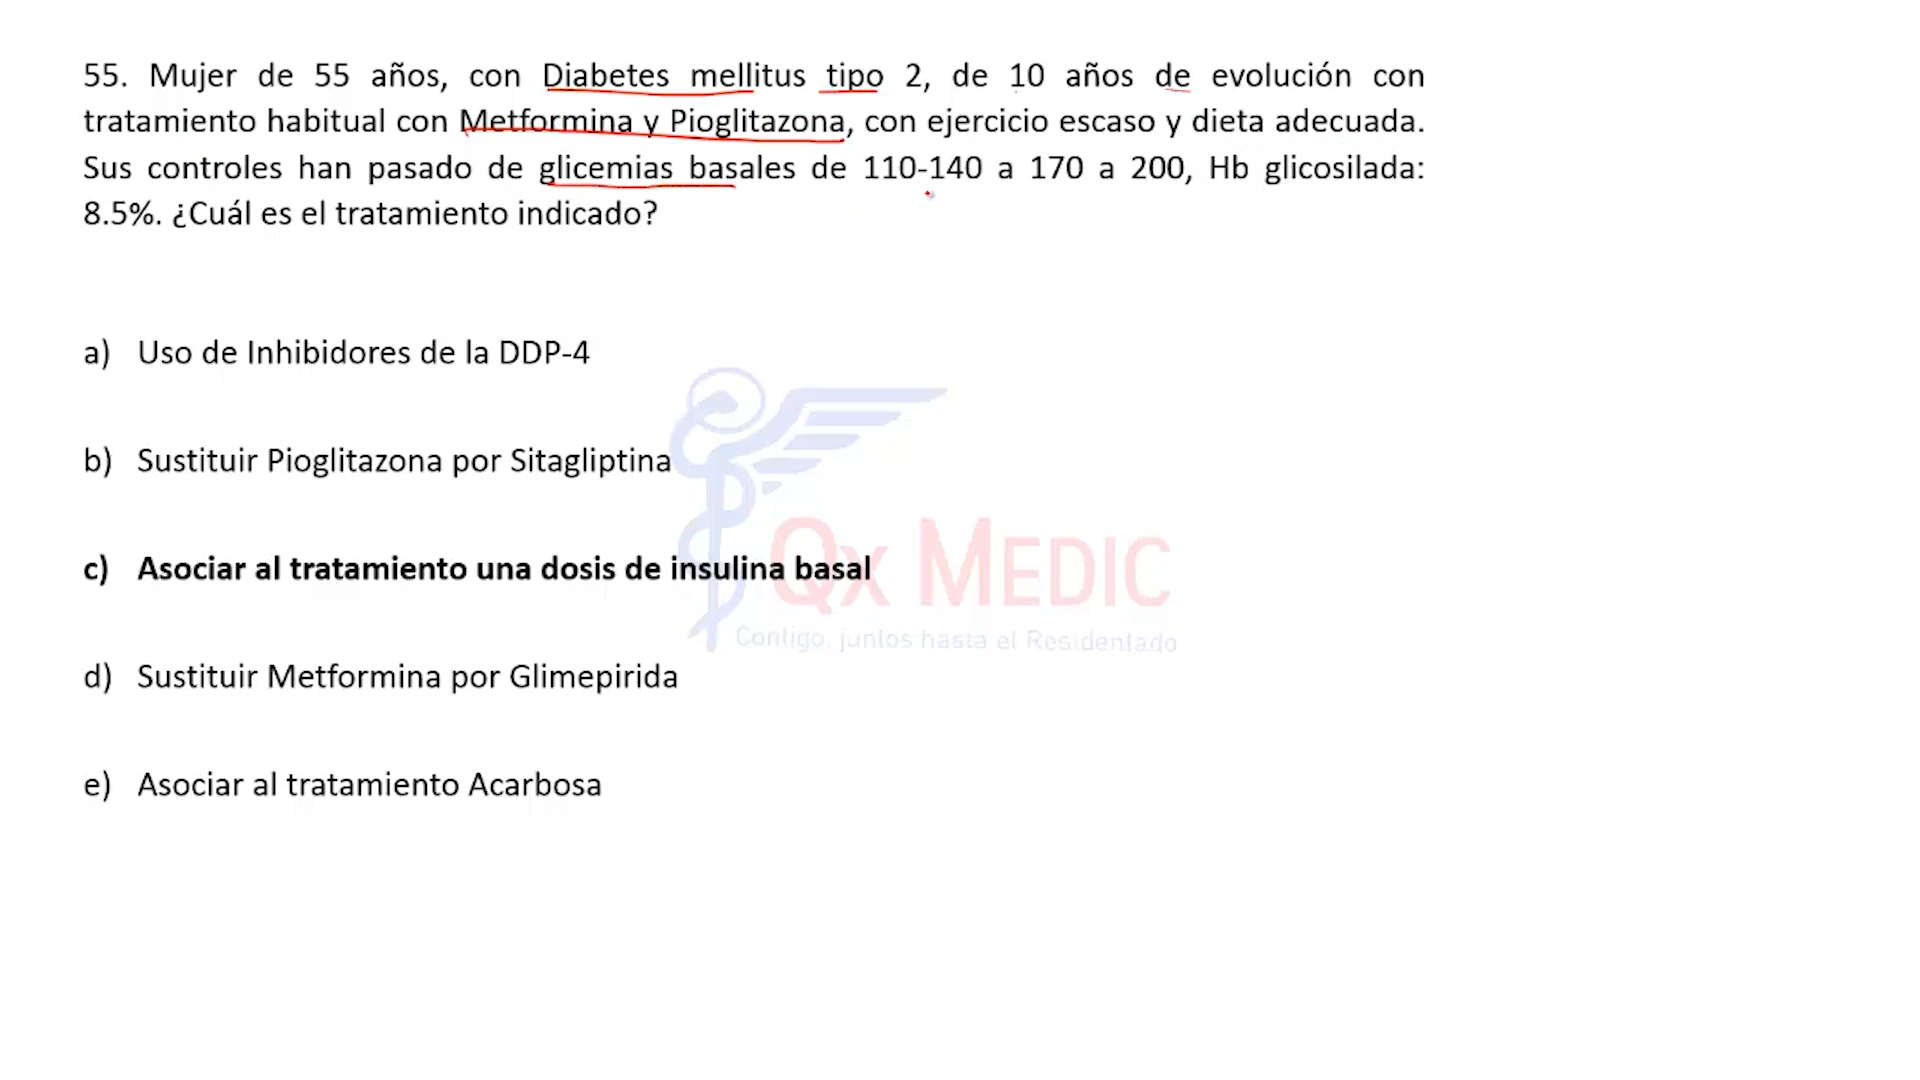 55. Mujer de 55 años, con Diabetes mellitus tipo 2, de 10 años de evolución con
tratamiento habitual con Metformina y Pioglitazona, con ejercicio escaso y dieta adecuada.
Sus controles han pasado de glicemias basales de 110-140 a 170 a 200, Hb glicosilada:
8.5%. ¿Cuál es el tratamiento indicado?
a) Uso de Inhibidores de la DDP-4
b) Sustituir Pioglitazona por Sitagliptina
c) Asociar al tratamiento una dosis de insulina basal
QX MEDIC
Contigo, juntos hasta el Residentado
d) Sustituir Metformina por Glimepirida
e) Asociar al tratamiento Acarbosa